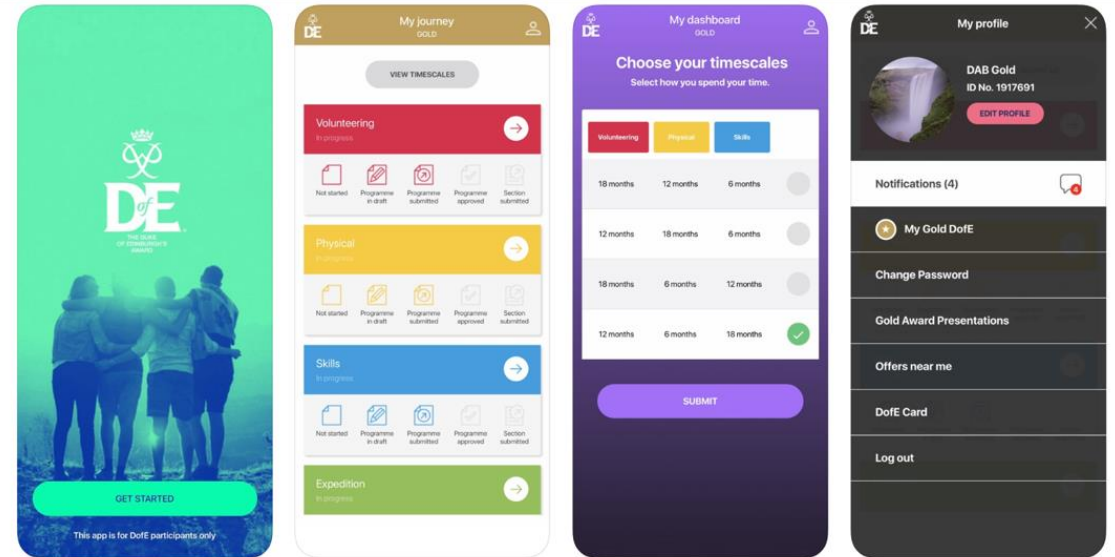 DofE
THE DUKE
OF EDINBURGH'S
AWARD
GET STARTED
This app is for DofE participants only
DE
My journey
GOLD
VIEW TIMESCALES
Volunteering
In progress
Not started
Programme
in draft
Programme
submitted
Programme
approved
Section
submitted
Physical
In progress
Not started
Programme
in draft
Programme
submitted
Programme
approved
Section
submitted
Skills
In progress
Not started
Programme
in draft
Programme
submitted
Programme
approved
Section
submitted
Expedition
In progress
DE
My dashboard
GOLD
Choose your timescales
Select how you spend your time.
Volunteering Physical Skills
18 months 12 months 6 months
12 months 18 months 6 months
18 months 6 months 12 months
12 months 6 months 18 months
SUBMIT
DE
My profile
DAB Gold
ID No. 1917691
EDIT PROFILE
Notifications (4)
4
My Gold DofE
Change Password
Gold Award Presentations
Offers near me
DofE Card
Log out